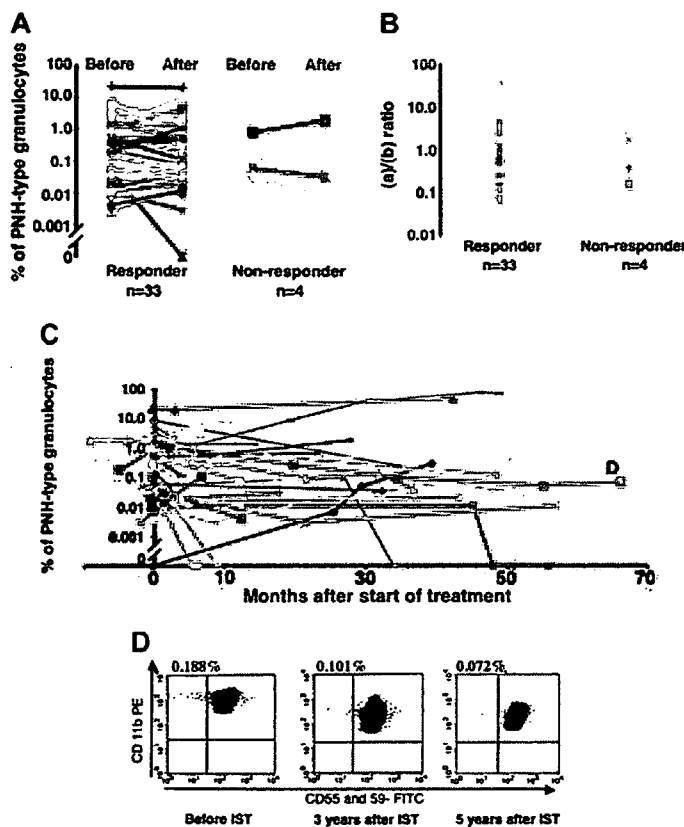 A
% of PNH-type granulocytes
100
10.0
1.0
0.1
0.01
0.001
0
Before After Before After
Responder Non-responder
n=33 n=4
B
(a)/(b) ratio
100
10.0
1.0
0.1
0.01
Responder Non-responder
n=33 n=4
C
% of PNH-type granulocytes
100
10.0
1.0
0.1
0.01
0.001
0
D
0 10 30 50 70
Months after start of treatment
D
0.188% 0.101% 0.072%
CD 11b PE
CD55 and 59- FITC
Before IST 3 years after IST 5 years after IST